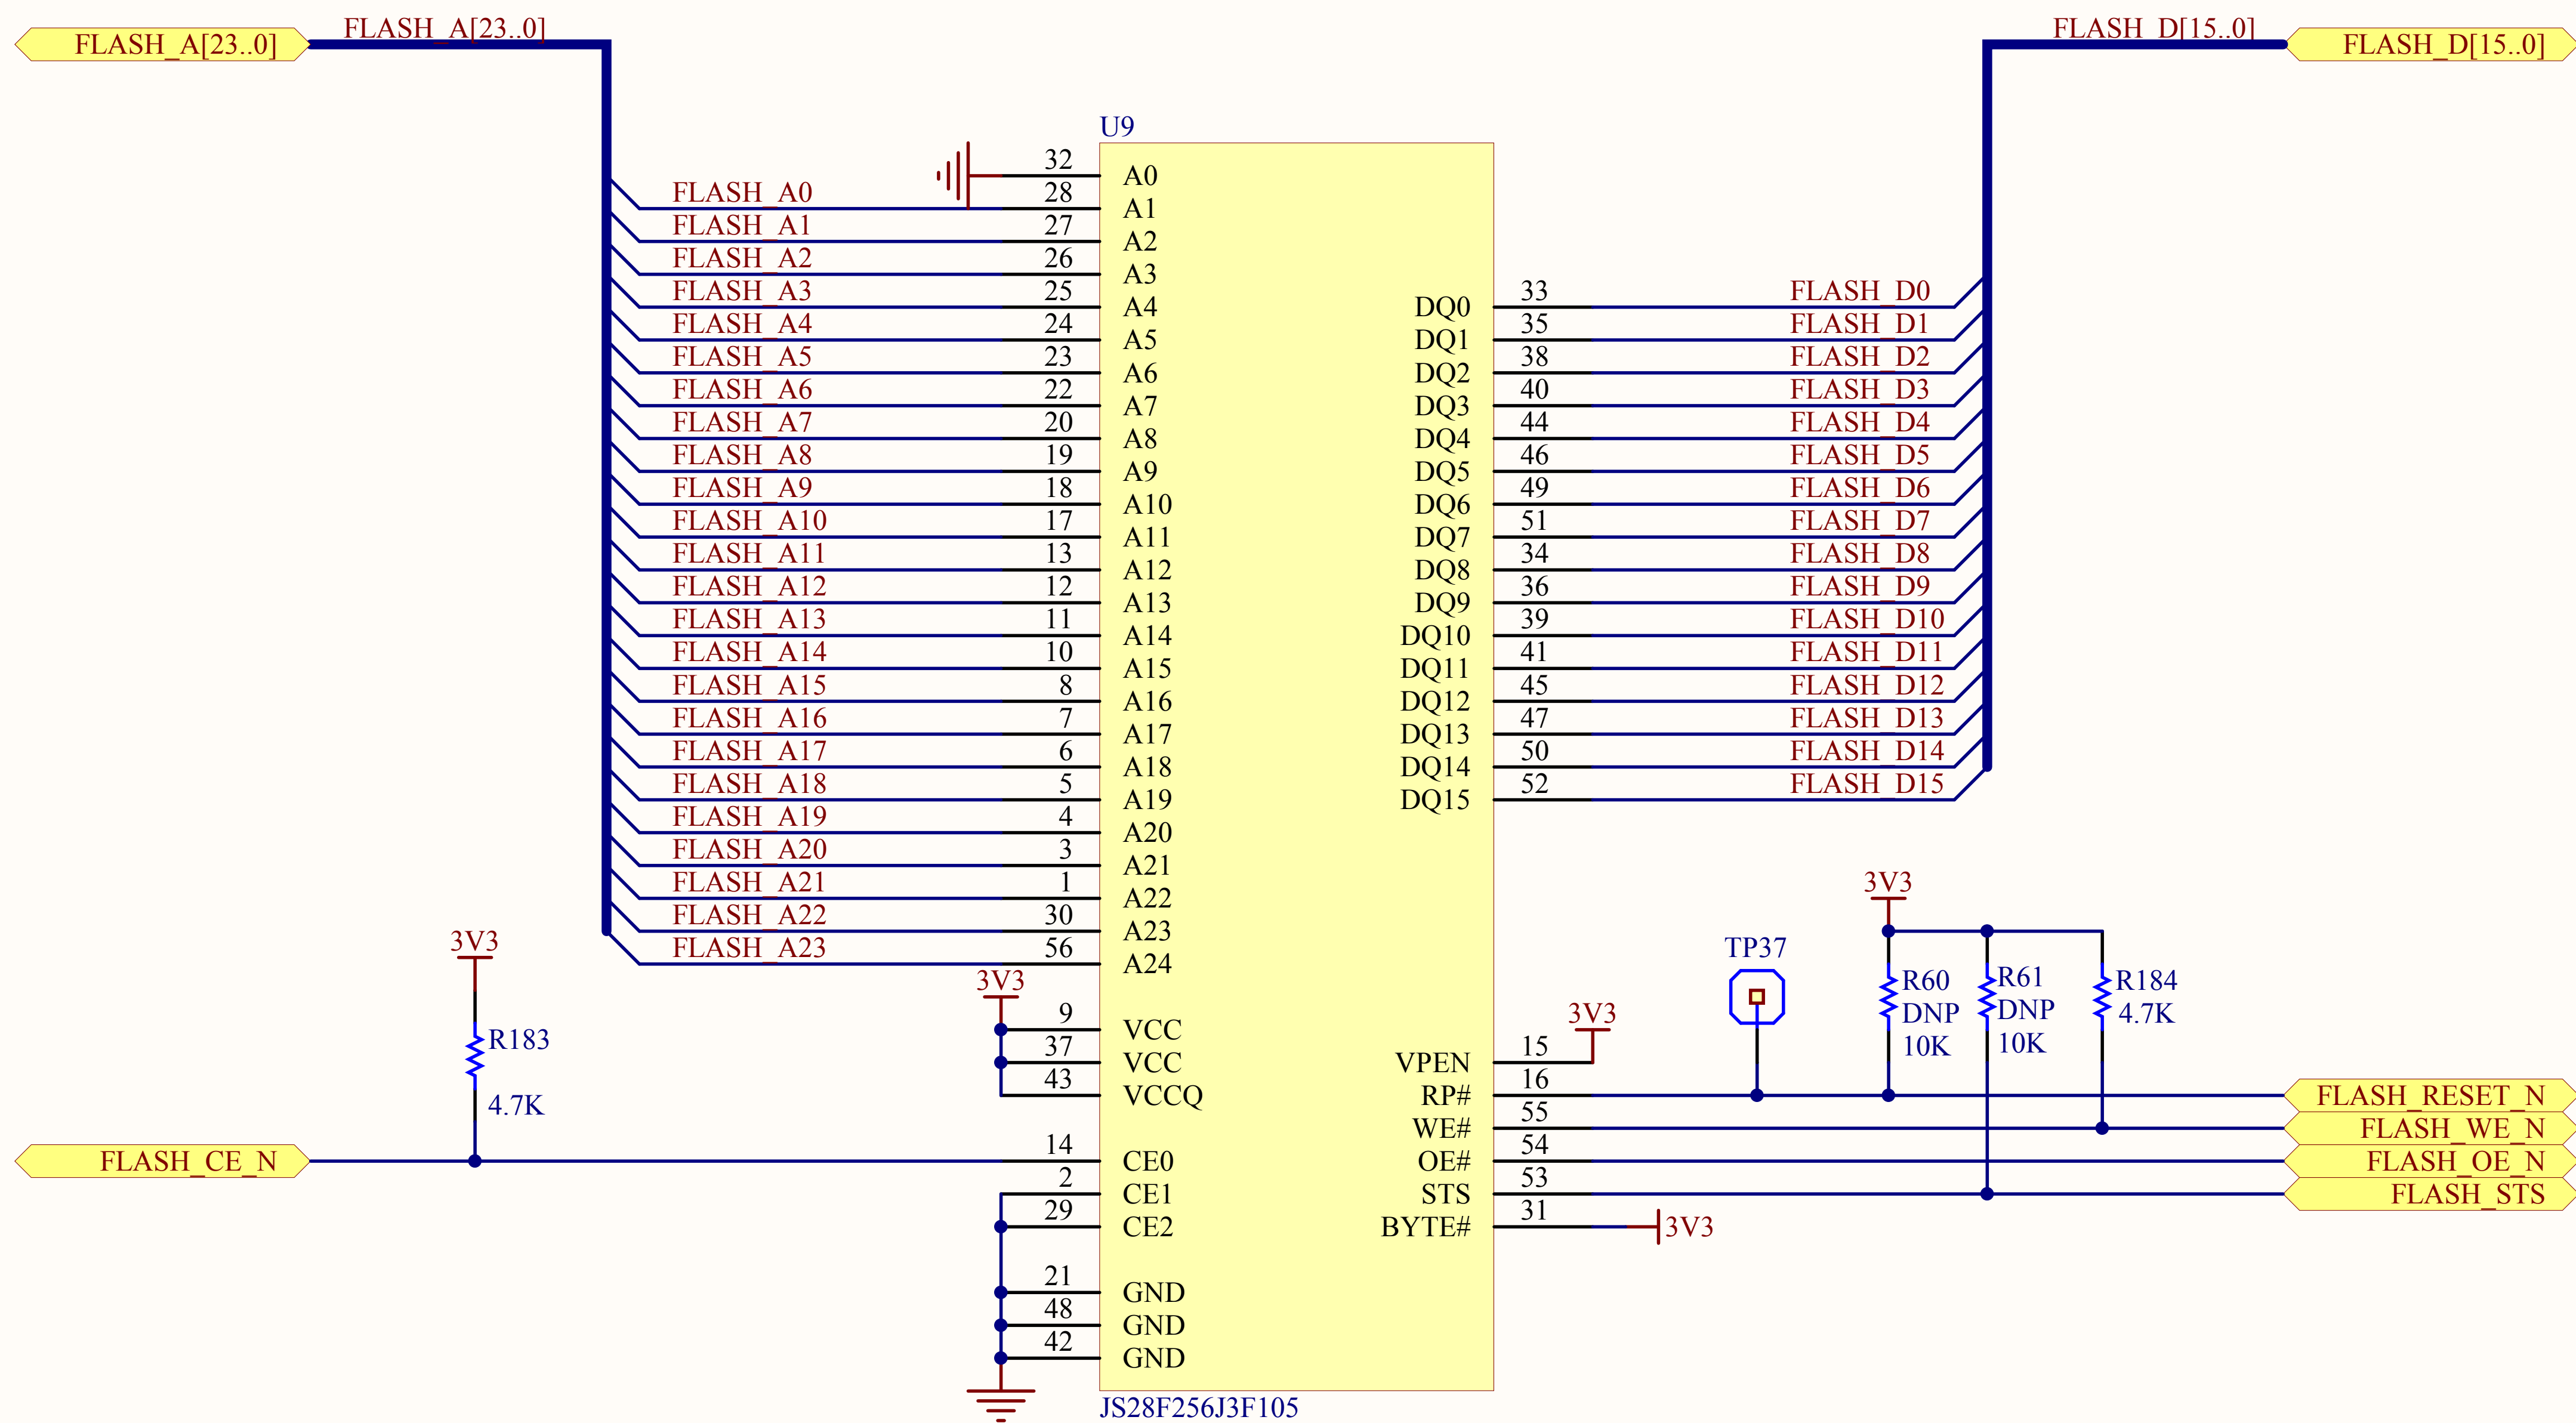 FLASH_A[23..0]
FLASH_A[23..0]
FLASH_D[15..0]
FLASH_D[15..0]
U9
32 A0
FLASH_A0 28 A1
FLASH_A1 27 A2
FLASH_A2 26 A3
FLASH_A3 25 A4
FLASH_A4 24 A5
FLASH_A5 23 A6
FLASH_A6 22 A7
FLASH_A7 20 A8
FLASH_A8 19 A9
FLASH_A9 18 A10
FLASH_A10 17 A11
FLASH_A11 13 A12
FLASH_A12 12 A13
FLASH_A13 11 A14
FLASH_A14 10 A15
FLASH_A15 8 A16
FLASH_A16 7 A17
FLASH_A17 6 A18
FLASH_A18 5 A19
FLASH_A19 4 A20
FLASH_A20 3 A21
FLASH_A21 1 A22
FLASH_A22 30 A23
FLASH_A23 56 A24
3V3
9 VCC
37 VCC
43 VCCQ
3V3
R183
4.7K
FLASH_CE_N
14 CE0
2 CE1
29 CE2
21 GND
48 GND
42 GND
DQ0 33 FLASH_D0
DQ1 35 FLASH_D1
DQ2 38 FLASH_D2
DQ3 40 FLASH_D3
DQ4 44 FLASH_D4
DQ5 46 FLASH_D5
DQ6 49 FLASH_D6
DQ7 51 FLASH_D7
DQ8 34 FLASH_D8
DQ9 36 FLASH_D9
DQ10 39 FLASH_D10
DQ11 41 FLASH_D11
DQ12 45 FLASH_D12
DQ13 47 FLASH_D13
DQ14 50 FLASH_D14
DQ15 52 FLASH_D15
3V3
TP37
R60
DNP
10K
R61
DNP
10K
R184
4.7K
3V3
VPEN 15
RP# 16 FLASH_RESET_N
WE# 55 FLASH_WE_N
OE# 54 FLASH_OE_N
STS 53 FLASH_STS
BYTE# 31 3V3
JS28F256J3F105